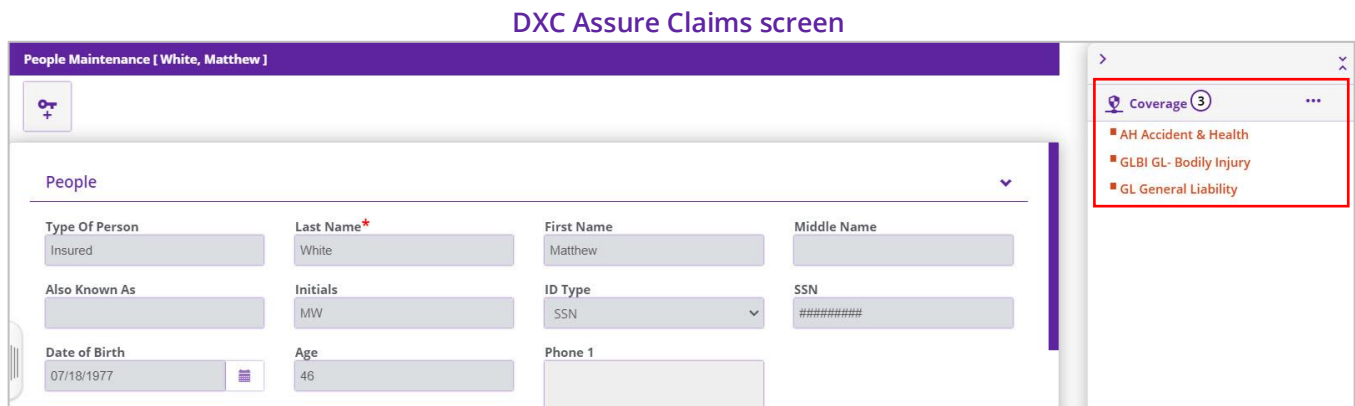 DXC Assure Claims screen
People Maintenance [ White, Matthew ]
Coverage 3 •••
AH Accident & Health
GLBI GL- Bodily Injury
GL General Liability
People
Type Of Person Last Name* First Name Middle Name
Insured White Matthew
Also Known As Initials ID Type SSN
MW SSN #########
Date of Birth Age Phone 1
07/18/1977 46